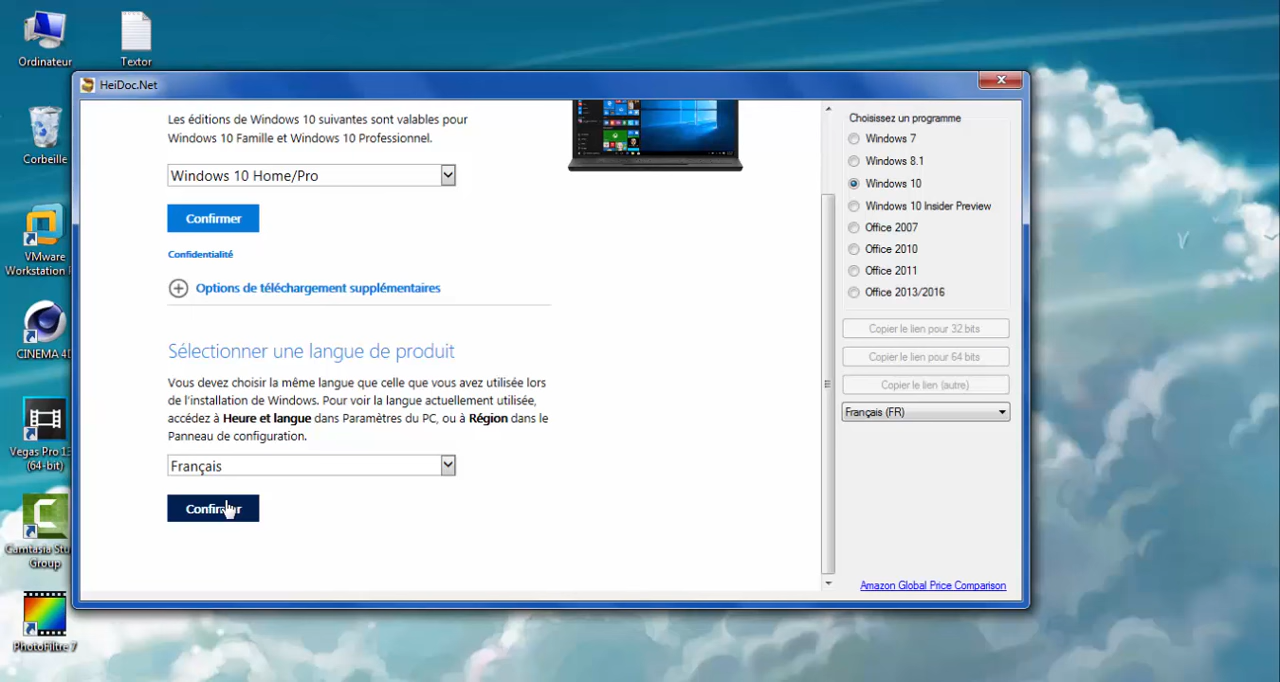 Ordinateur
Textor
Corbeille
VMware
Workstation
CINEMA 4D
Vegas Pro 13
(64-bit)
Camtasia Stu
Group
PhotoFiltre 7
HeiDoc.Net
Les éditions de Windows 10 suivantes sont valables pour
Windows 10 Famille et Windows 10 Professionnel.
Windows 10 Home/Pro
Confirmer
Confidentialité
Options de téléchargement supplémentaires
Sélectionner une langue de produit
Vous devez choisir la même langue que celle que vous avez utilisée lors
de l'installation de Windows. Pour voir la langue actuellement utilisée,
accédez à Heure et langue dans Paramètres du PC, ou à Région dans le
Panneau de configuration.
Français
Confirmer
Choisissez un programme
Windows 7
Windows 8.1
Windows 10
Windows 10 Insider Preview
Office 2007
Office 2010
Office 2011
Office 2013/2016
Copier le lien pour 32 bits
Copier le lien pour 64 bits
Copier le lien (autre)
Français (FR)
Amazon Global Price Comparison